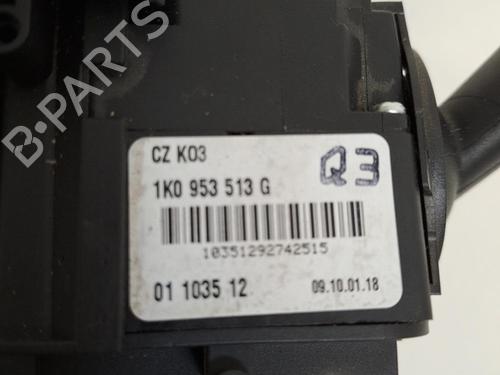 B-PARTS
CZ K03
Q3
1K0 953 513 G
10351292742515
01 1035 12
09.10.01.18